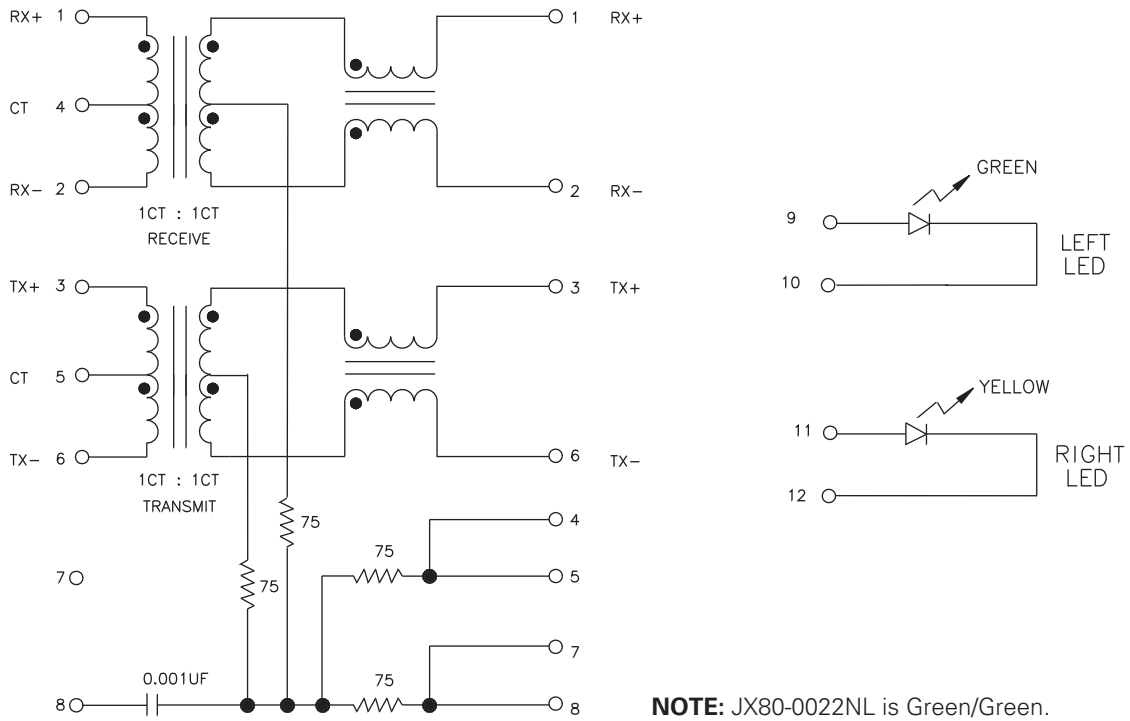 RX+ 1
1 RX+
CT 4
RX- 2
2 RX-
1CT : 1CT
RECEIVE
TX+ 3
3 TX+
CT 5
TX- 6
6 TX-
1CT : 1CT
TRANSMIT
75
75
4
75
5
7
7
0.001UF
8
75
8
GREEN
9
10
LEFT
LED
YELLOW
11
12
RIGHT
LED
NOTE: JX80-0022NL is Green/Green.